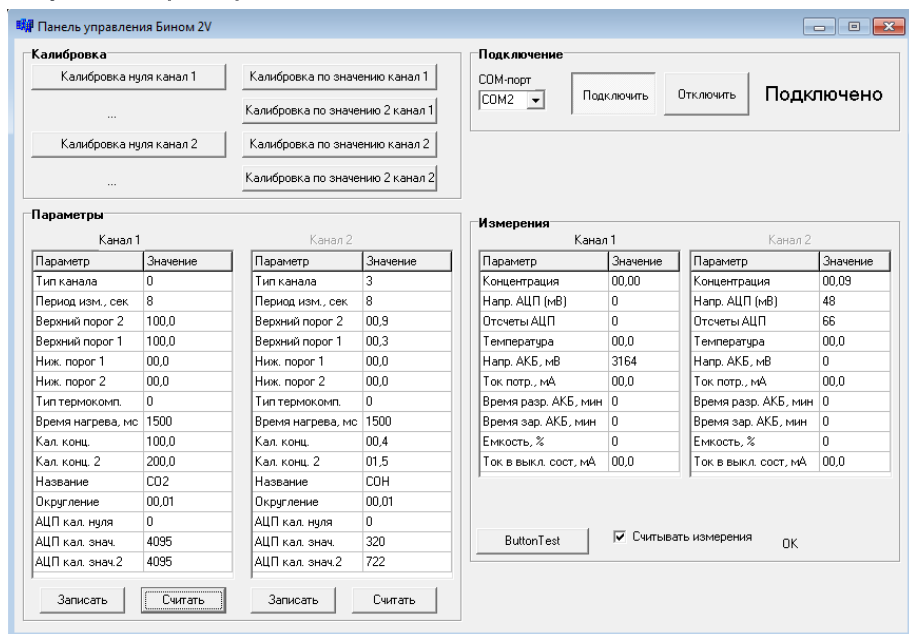 Панель управления Бином 2V
Калибровка
Калибровка нуля канал 1 Калибровка по значению канал 1
... Калибровка по значению 2 канал 1
Калибровка нуля канал 2 Калибровка по значению канал 2
... Калибровка по значению 2 канал 2
Подключение
COM-порт
COM2 Подключить Отключить Подключено
Параметры
Канал 1
Параметр Значение
Тип канала 0
Период изм., сек 8
Верхний порог 2 100,0
Верхний порог 1 100,0
Ниж. порог 1 00,0
Ниж. порог 2 00,0
Тип термокомп. 0
Время нагрева, мс 1500
Кал. конц. 100,0
Кал. конц. 2 200,0
Название CO2
Округление 00,01
АЦП кал. нуля 0
АЦП кал. знач. 4095
АЦП кал. знач.2 4095
Записать Считать
Канал 2
Параметр Значение
Тип канала 3
Период изм., сек 8
Верхний порог 2 00,9
Верхний порог 1 00,3
Ниж. порог 1 00,0
Ниж. порог 2 00,0
Тип термокомп. 0
Время нагрева, мс 1500
Кал. конц. 00,4
Кал. конц. 2 01,5
Название COH
Округление 00,01
АЦП кал. нуля 0
АЦП кал. знач. 320
АЦП кал. знач.2 722
Записать Считать
Измерения
Канал 1
Параметр Значение
Концентрация 00,00
Напр. АЦП (мВ) 0
Отсчеты АЦП 0
Температура 00,0
Напр. АКБ, мВ 3164
Ток потр., мА 00,0
Время разр. АКБ, мин 0
Время зар. АКБ, мин 0
Емкость, % 0
Ток в выкл. сост, мА 00,0
Канал 2
Параметр Значение
Концентрация 00,09
Напр. АЦП (мВ) 48
Отсчеты АЦП 66
Температура 00,0
Напр. АКБ, мВ 0
Ток потр., мА 00,0
Время разр. АКБ, мин 0
Время зар. АКБ, мин 0
Емкость, % 0
Ток в выкл. сост, мА 00,0
ButtonTest Считывать измерения OK